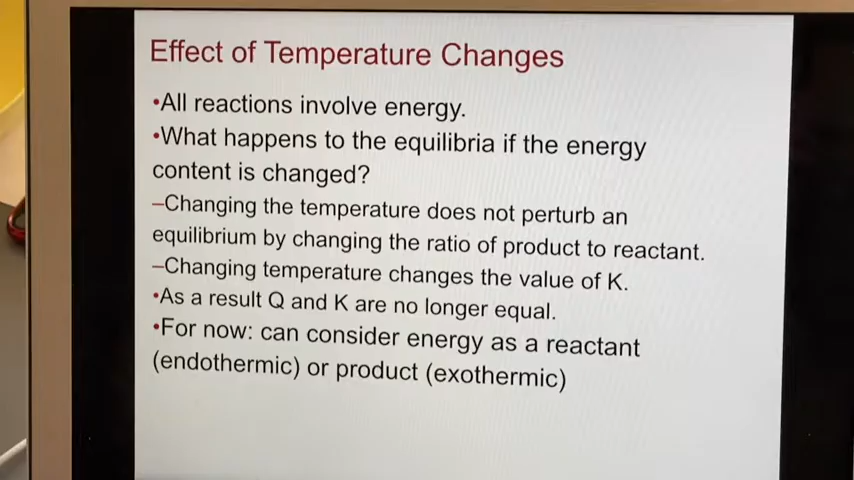 Effect of Temperature Changes
•All reactions involve energy.
•What happens to the equilibria if the energy
content is changed?
–Changing the temperature does not perturb an
equilibrium by changing the ratio of product to reactant.
–Changing temperature changes the value of K.
•As a result Q and K are no longer equal.
•For now: can consider energy as a reactant
(endothermic) or product (exothermic)